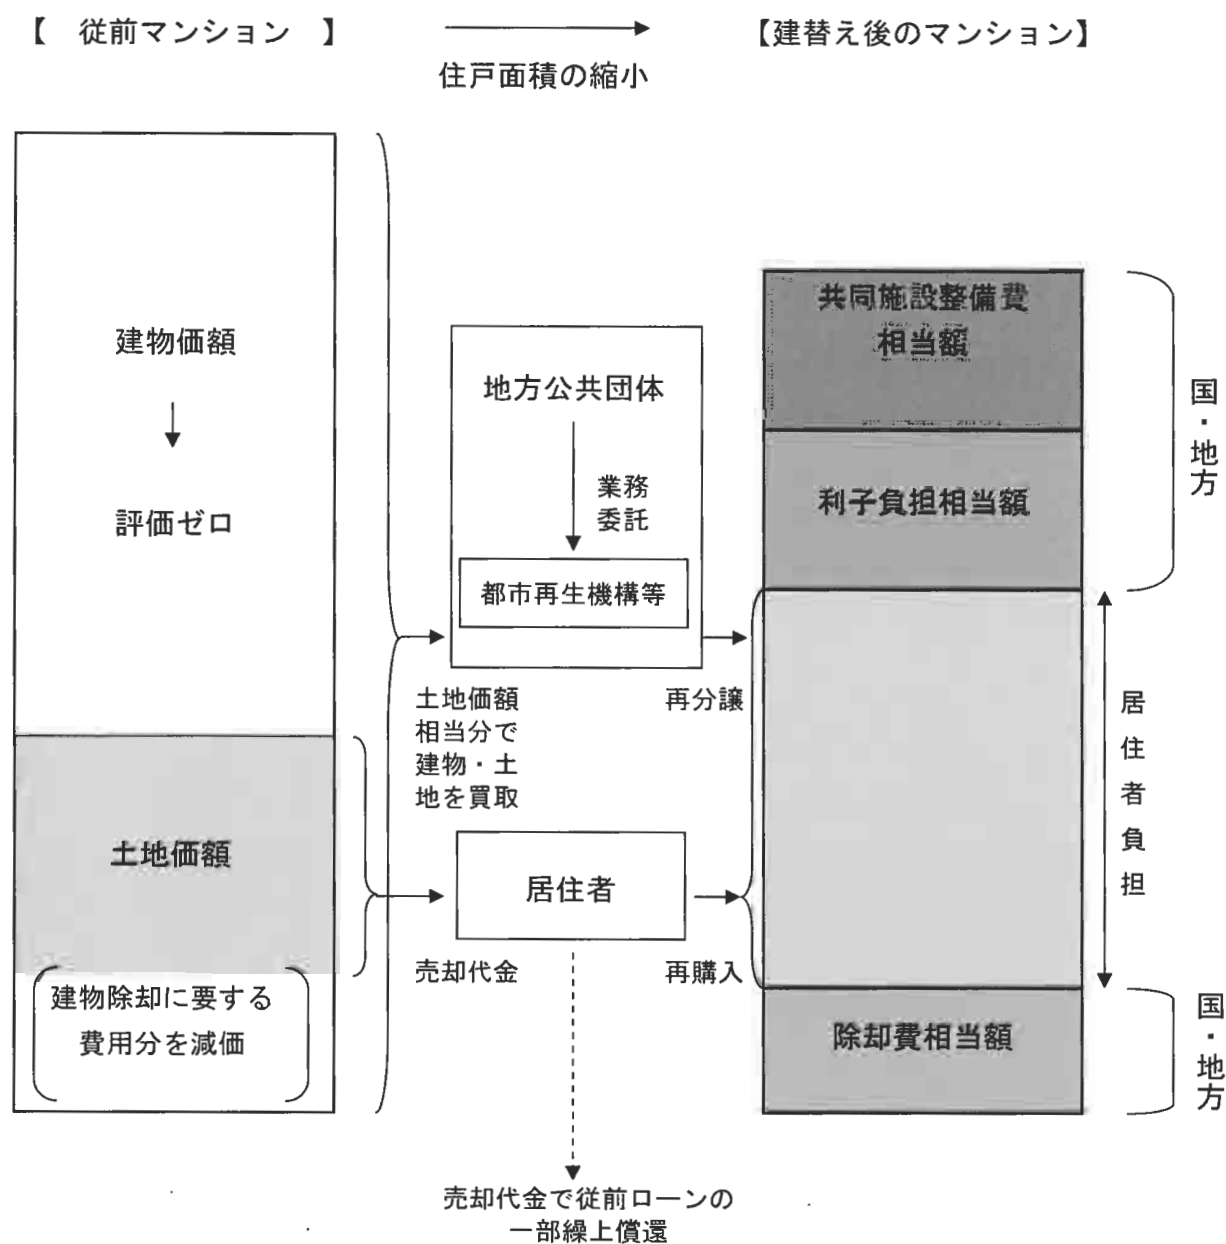 【 従前マンション 】
住戸面積の縮小
【建替え後のマンション】
建物価額
評価ゼロ
土地価額
建物除却に要する
費用分を減価
地方公共団体
業務
委託
都市再生機構等
土地価額
相当分で
建物・土
地を買取
再分譲
居住者
売却代金
再購入
売却代金で従前ローンの
一部繰上償還
共同施設整備費
相当額
利子負担相当額
除却費相当額
国・地方
居住者負担
国・地方